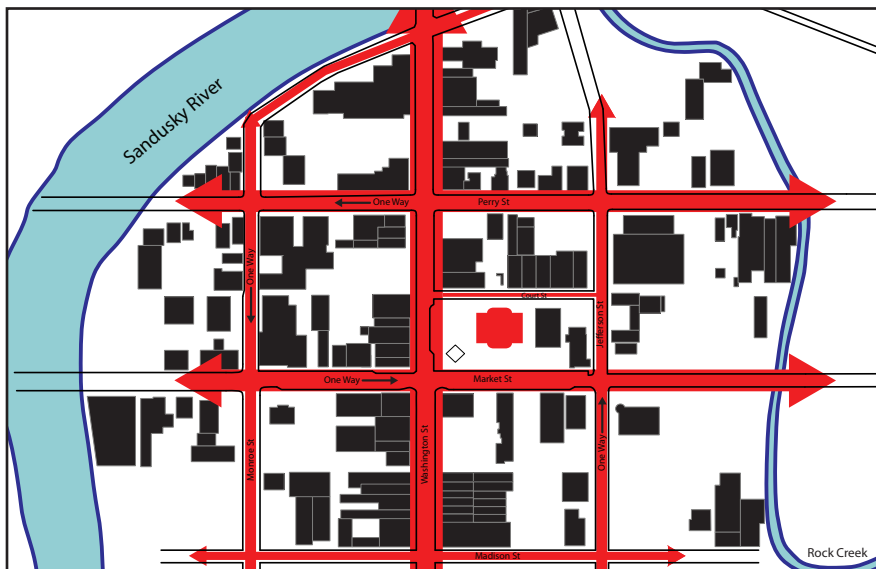 Sandusky River
One Way
Perry St
One Way
Court St
Jefferson St
One Way
Market St
Monroe St
Washington St
One Way
Madison St
Rock Creek